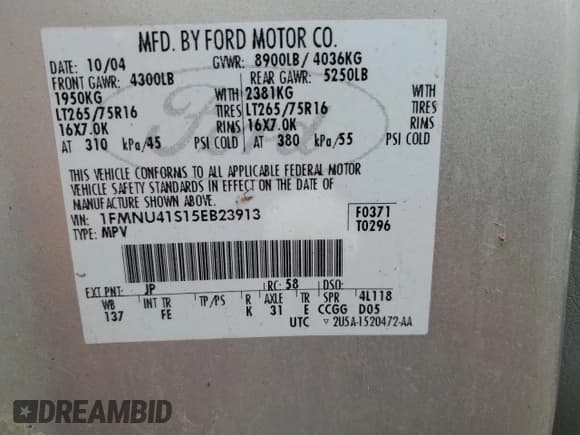 MFD. BY FORD MOTOR CO.
DATE: 10/04 GVWR: 8900LB/ 4036KG
FRONT GAWR: 4300LB REAR GAWR: 5250LB
1950KG WITH 2381KG WITH
LT265/75R16 TIRES LT265/75R16 TIRES
16X7.0K RIMS 16X7.0K RIMS
AT 310 kPa/45 PSI COLD AT 380 kPa/55 PSI COLD
Ford
THIS VEHICLE CONFORMS TO ALL APPLICABLE FEDERAL MOTOR
VEHICLE SAFETY STANDARDS IN EFFECT ON THE DATE OF
MANUFACTURE SHOWN ABOVE.
VIN: 1FMNU41S15EB23913 F0371
TYPE: MPV T0296
EXT PNT: JP RC: 58 DSO:
WB INT TR TP/PS R AXLE TR SPR 4L118
137 FE K 31 E CCGG D05
UTC ▽ 2U5A-1520472-AA
DREAMBID